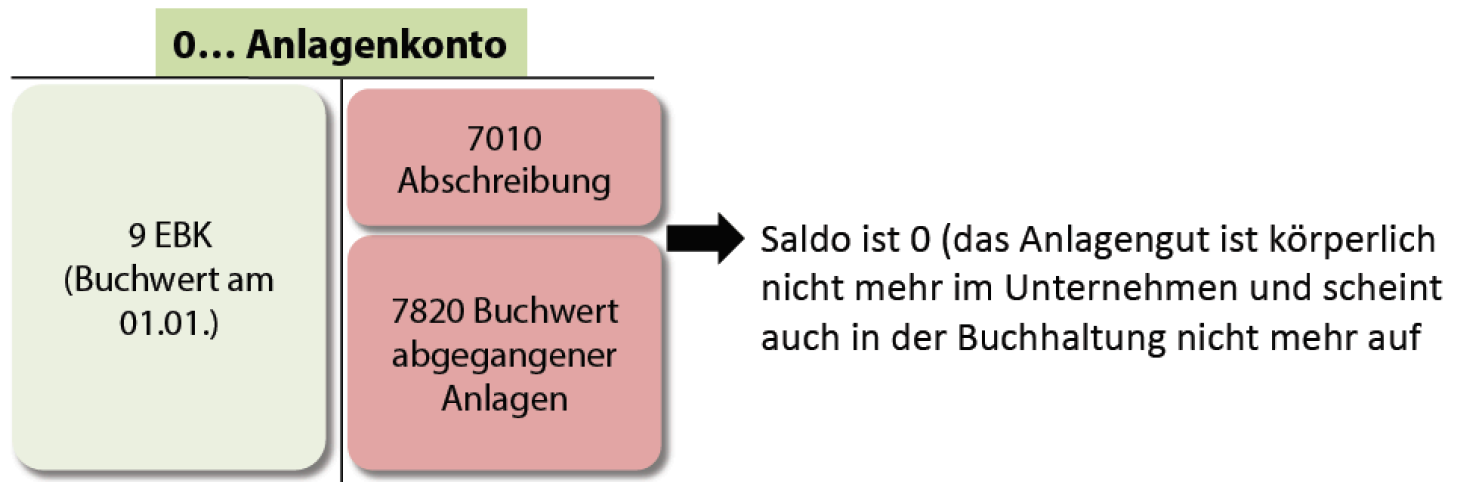 0... Anlagenkonto
9 EBK
(Buchwert am
01.01.)
7010
Abschreibung
7820 Buchwert
abgegangener
Anlagen
Saldo ist 0 (das Anlagengut ist körperlich
nicht mehr im Unternehmen und scheint
auch in der Buchhaltung nicht mehr auf